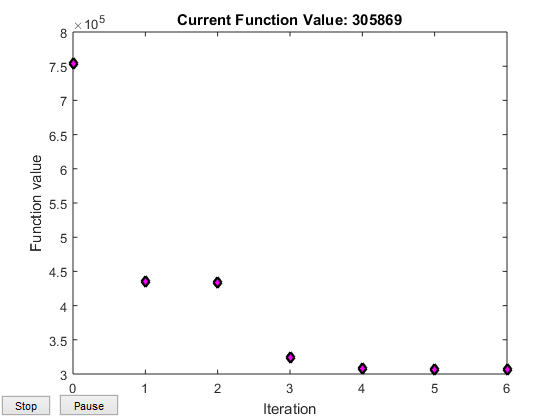 Current Function Value: 305869
×10⁵
8
7.5
7
6.5
6
5.5
5
4.5
4
3.5
3
Function value
0 1 2 3 4 5 6
Iteration
Stop Pause